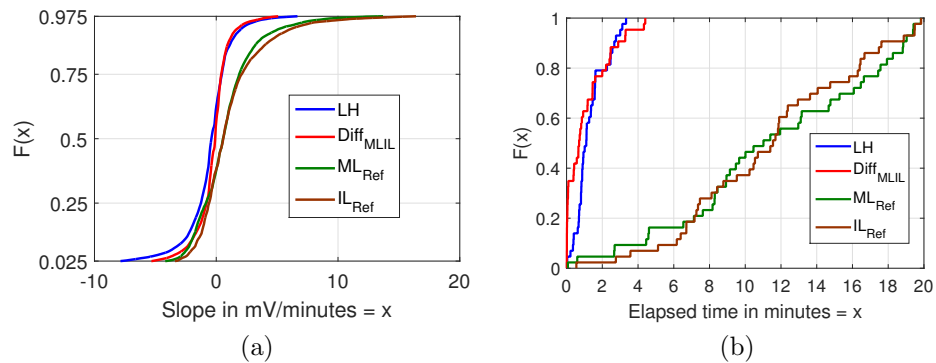 0.975
0.75
0.5
0.25
0.025
F(x)
-10 0 10 20
Slope in mV/minutes = x
LH
Diff_MLIL
ML_Ref
IL_Ref
(a)
1
0.8
0.6
0.4
0.2
0
F(x)
0 2 4 6 8 10 12 14 16 18 20
Elapsed time in minutes = x
LH
Diff_MLIL
ML_Ref
IL_Ref
(b)